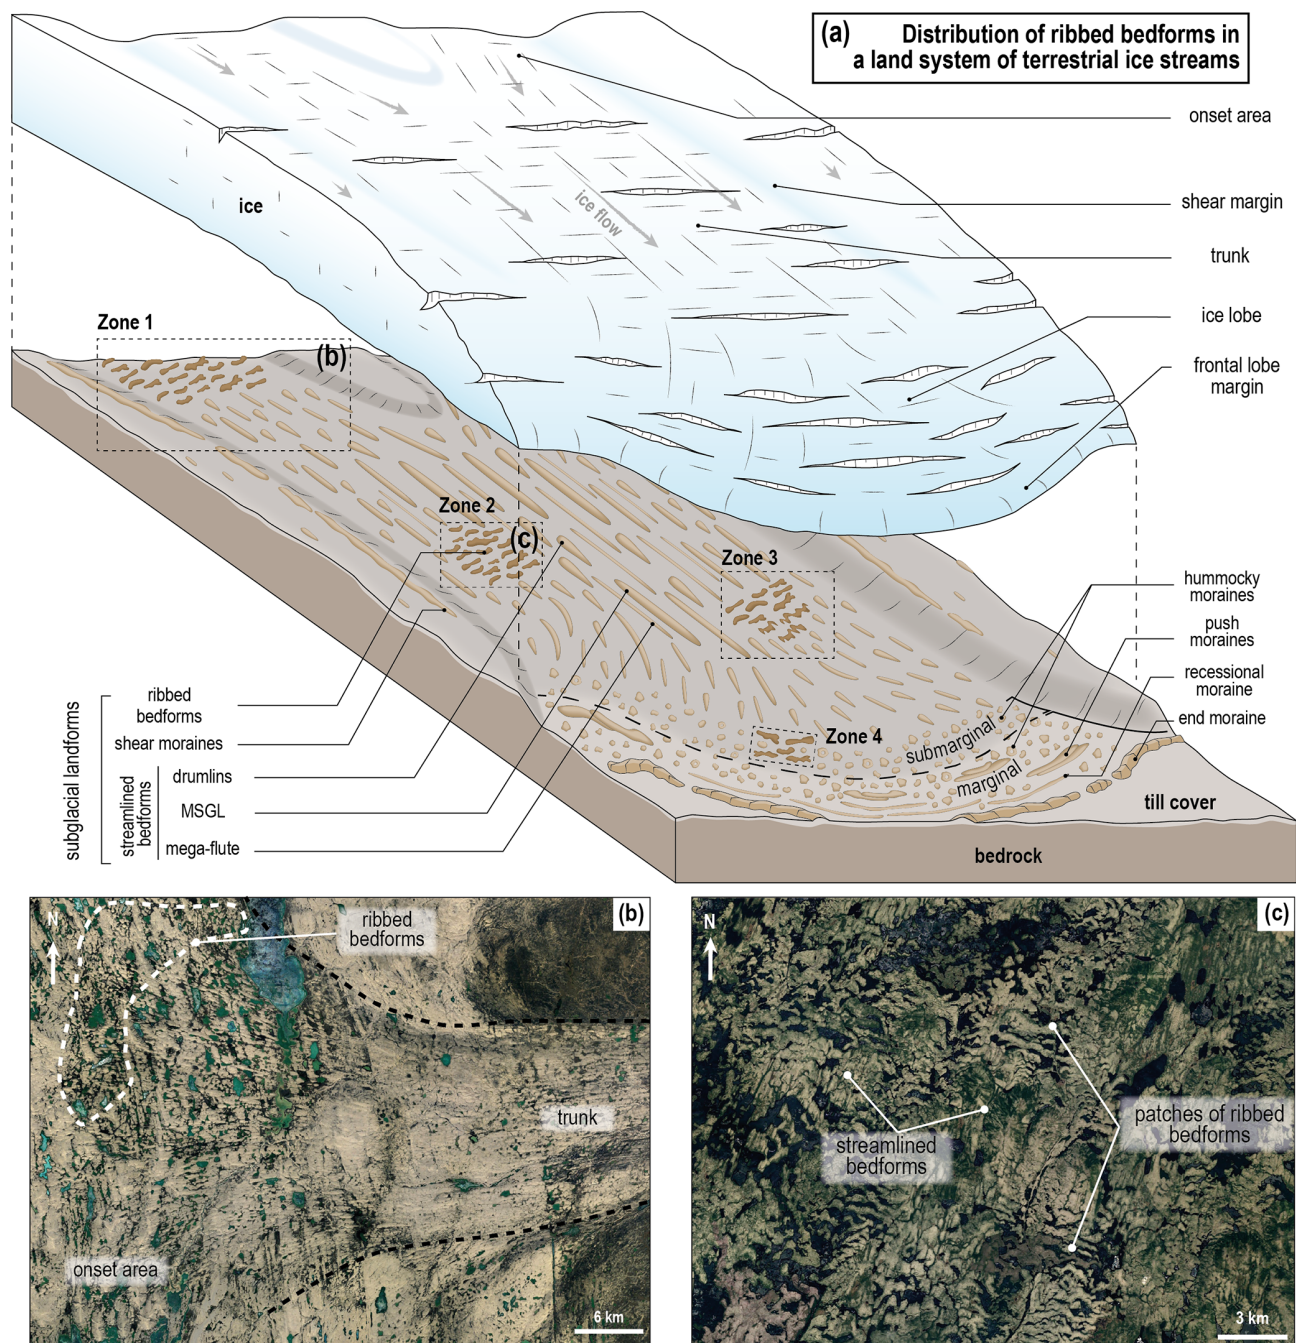 (a) Distribution of ribbed bedforms in
a land system of terrestrial ice streams
onset area
shear margin
trunk
ice lobe
frontal lobe
margin
ice
ice flow
Zone 1
(b)
Zone 2
(c)
Zone 3
Zone 4
hummocky
moraines
push
moraines
recessional
moraine
end moraine
submarginal
marginal
till cover
bedrock
subglacial landforms
ribbed
bedforms
shear moraines
streamlined
bedforms
drumlins
MSGL
mega-flute
(b)
N
ribbed
bedforms
trunk
onset area
6 km
(c)
N
streamlined
bedforms
patches of ribbed
bedforms
3 km